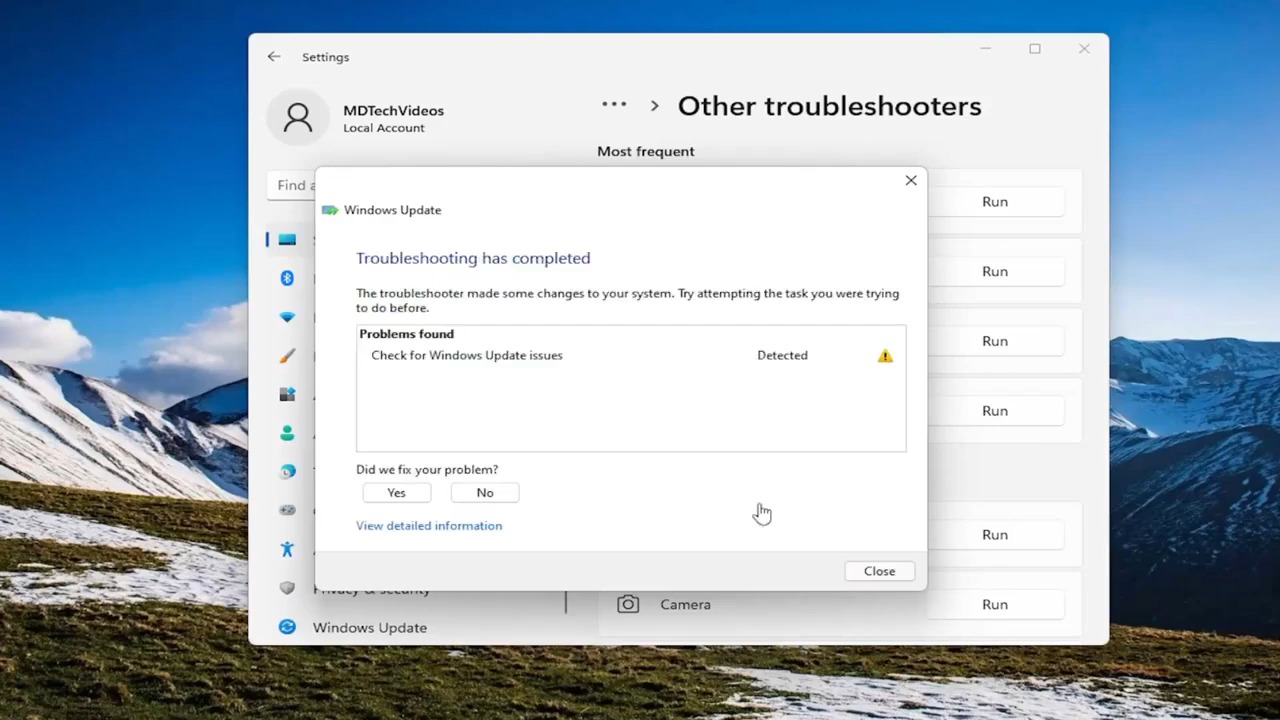 Settings
MDTechVideos
Local Account
Find a
... > Other troubleshooters
Most frequent
Run
Run
Run
Run
Run
Camera
Run
Windows Update
Troubleshooting has completed
The troubleshooter made some changes to your system. Try attempting the task you were trying
to do before.
Problems found
Check for Windows Update issues Detected
Did we fix your problem?
Yes No
View detailed information
Close
Privacy & security
Windows Update